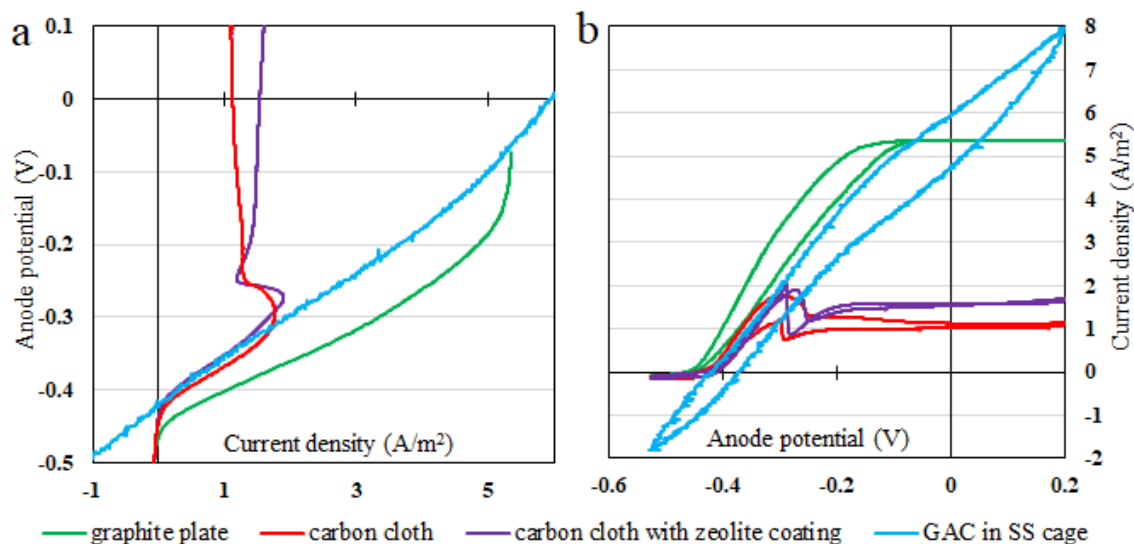 a
0.1
0
-0.1
-0.2
-0.3
-0.4
-0.5
Anode potential (V)
Current density (A/m²)
-1
1
3
5
b
8
7
6
5
4
3
2
1
0
-1
-2
Current density (A/m²)
Anode potential (V)
-0.6
-0.4
-0.2
0
0.2
graphite plate
carbon cloth
carbon cloth with zeolite coating
GAC in SS cage